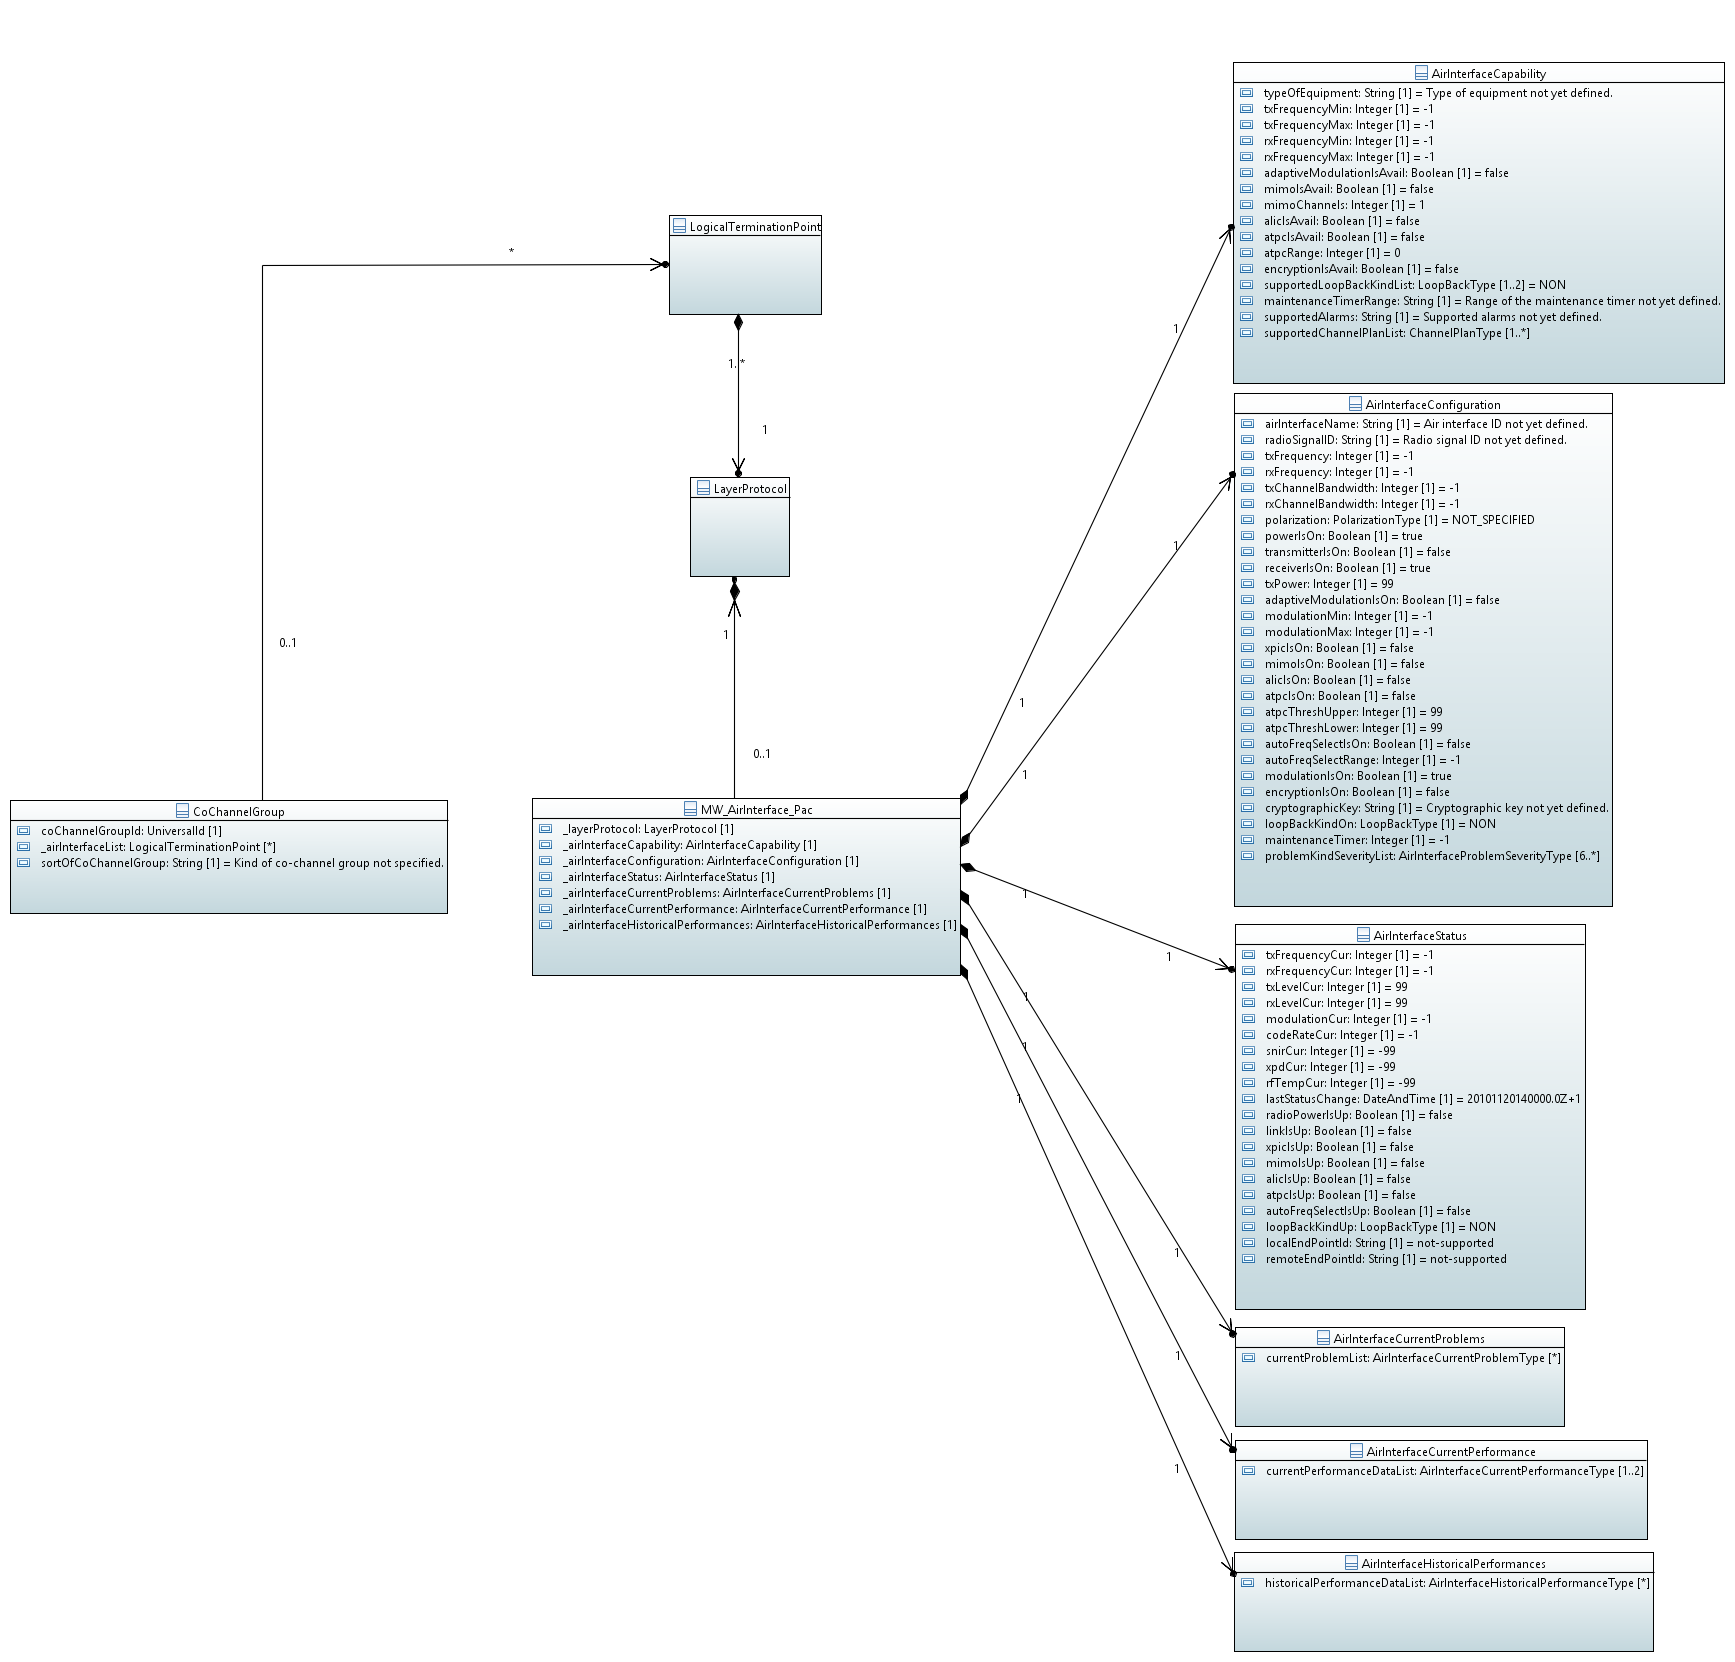 AirInterfaceCapability
typeOfEquipment: String [1] = Type of equipment not yet defined.
txFrequencyMin: Integer [1] = -1
txFrequencyMax: Integer [1] = -1
rxFrequencyMin: Integer [1] = -1
rxFrequencyMax: Integer [1] = -1
adaptiveModulationIsAvail: Boolean [1] = false
mimoIsAvail: Boolean [1] = false
mimoChannels: Integer [1] = 1
alicIsAvail: Boolean [1] = false
atpcIsAvail: Boolean [1] = false
atpcRange: Integer [1] = 0
encryptionIsAvail: Boolean [1] = false
supportedLoopBackKindList: LoopBackType [1..2] = NON
maintenanceTimerRange: String [1] = Range of the maintenance timer not yet defined.
supportedAlarms: String [1] = Supported alarms not yet defined.
supportedChannelPlanList: ChannelPlanType [1..*]
LogicalTerminationPoint
*
1..*
1
LayerProtocol
1
0..1
0..1
AirInterfaceConfiguration
airInterfaceName: String [1] = Air interface ID not yet defined.
radioSignalID: String [1] = Radio signal ID not yet defined.
txFrequency: Integer [1] = -1
rxFrequency: Integer [1] = -1
txChannelBandwidth: Integer [1] = -1
rxChannelBandwidth: Integer [1] = -1
polarization: PolarizationType [1] = NOT_SPECIFIED
powerIsOn: Boolean [1] = true
transmitterIsOn: Boolean [1] = false
receiverIsOn: Boolean [1] = true
txPower: Integer [1] = 99
adaptiveModulationIsOn: Boolean [1] = false
modulationMin: Integer [1] = -1
modulationMax: Integer [1] = -1
xpicIsOn: Boolean [1] = false
mimoIsOn: Boolean [1] = false
alicIsOn: Boolean [1] = false
atpcIsOn: Boolean [1] = false
atpcThreshUpper: Integer [1] = 99
atpcThreshLower: Integer [1] = 99
autoFreqSelectIsOn: Boolean [1] = false
autoFreqSelectRange: Integer [1] = -1
modulationIsOn: Boolean [1] = true
encryptionIsOn: Boolean [1] = false
cryptographicKey: String [1] = Cryptographic key not yet defined.
loopBackKindOn: LoopBackType [1] = NON
maintenanceTimer: Integer [1] = -1
problemKindSeverityList: AirInterfaceProblemSeverityType [6..*]
CoChannelGroup
coChannelGroupId: UniversalId [1]
_airInterfaceList: LogicalTerminationPoint [*]
sortOfCoChannelGroup: String [1] = Kind of co-channel group not specified.
MW_AirInterface_Pac
_layerProtocol: LayerProtocol [1]
_airInterfaceCapability: AirInterfaceCapability [1]
_airInterfaceConfiguration: AirInterfaceConfiguration [1]
_airInterfaceStatus: AirInterfaceStatus [1]
_airInterfaceCurrentProblems: AirInterfaceCurrentProblems [1]
_airInterfaceCurrentPerformance: AirInterfaceCurrentPerformance [1]
_airInterfaceHistoricalPerformances: AirInterfaceHistoricalPerformances [1]
1
1
1
1
1
1
1
1
1
1
1
1
AirInterfaceStatus
txFrequencyCur: Integer [1] = -1
rxFrequencyCur: Integer [1] = -1
txLevelCur: Integer [1] = 99
rxLevelCur: Integer [1] = 99
modulationCur: Integer [1] = -1
codeRateCur: Integer [1] = -1
snirCur: Integer [1] = -99
xpdCur: Integer [1] = -99
rfTempCur: Integer [1] = -99
lastStatusChange: DateAndTime [1] = 20101120140000.0Z+1
radioPowerIsUp: Boolean [1] = false
linkIsUp: Boolean [1] = false
xpicIsUp: Boolean [1] = false
mimoIsUp: Boolean [1] = false
alicIsUp: Boolean [1] = false
atpcIsUp: Boolean [1] = false
autoFreqSelectIsUp: Boolean [1] = false
loopBackKindUp: LoopBackType [1] = NON
localEndPointId: String [1] = not-supported
remoteEndPointId: String [1] = not-supported
AirInterfaceCurrentProblems
currentProblemList: AirInterfaceCurrentProblemType [*]
AirInterfaceCurrentPerformance
currentPerformanceDataList: AirInterfaceCurrentPerformanceType [1..2]
AirInterfaceHistoricalPerformances
historicalPerformanceDataList: AirInterfaceHistoricalPerformanceType [*]